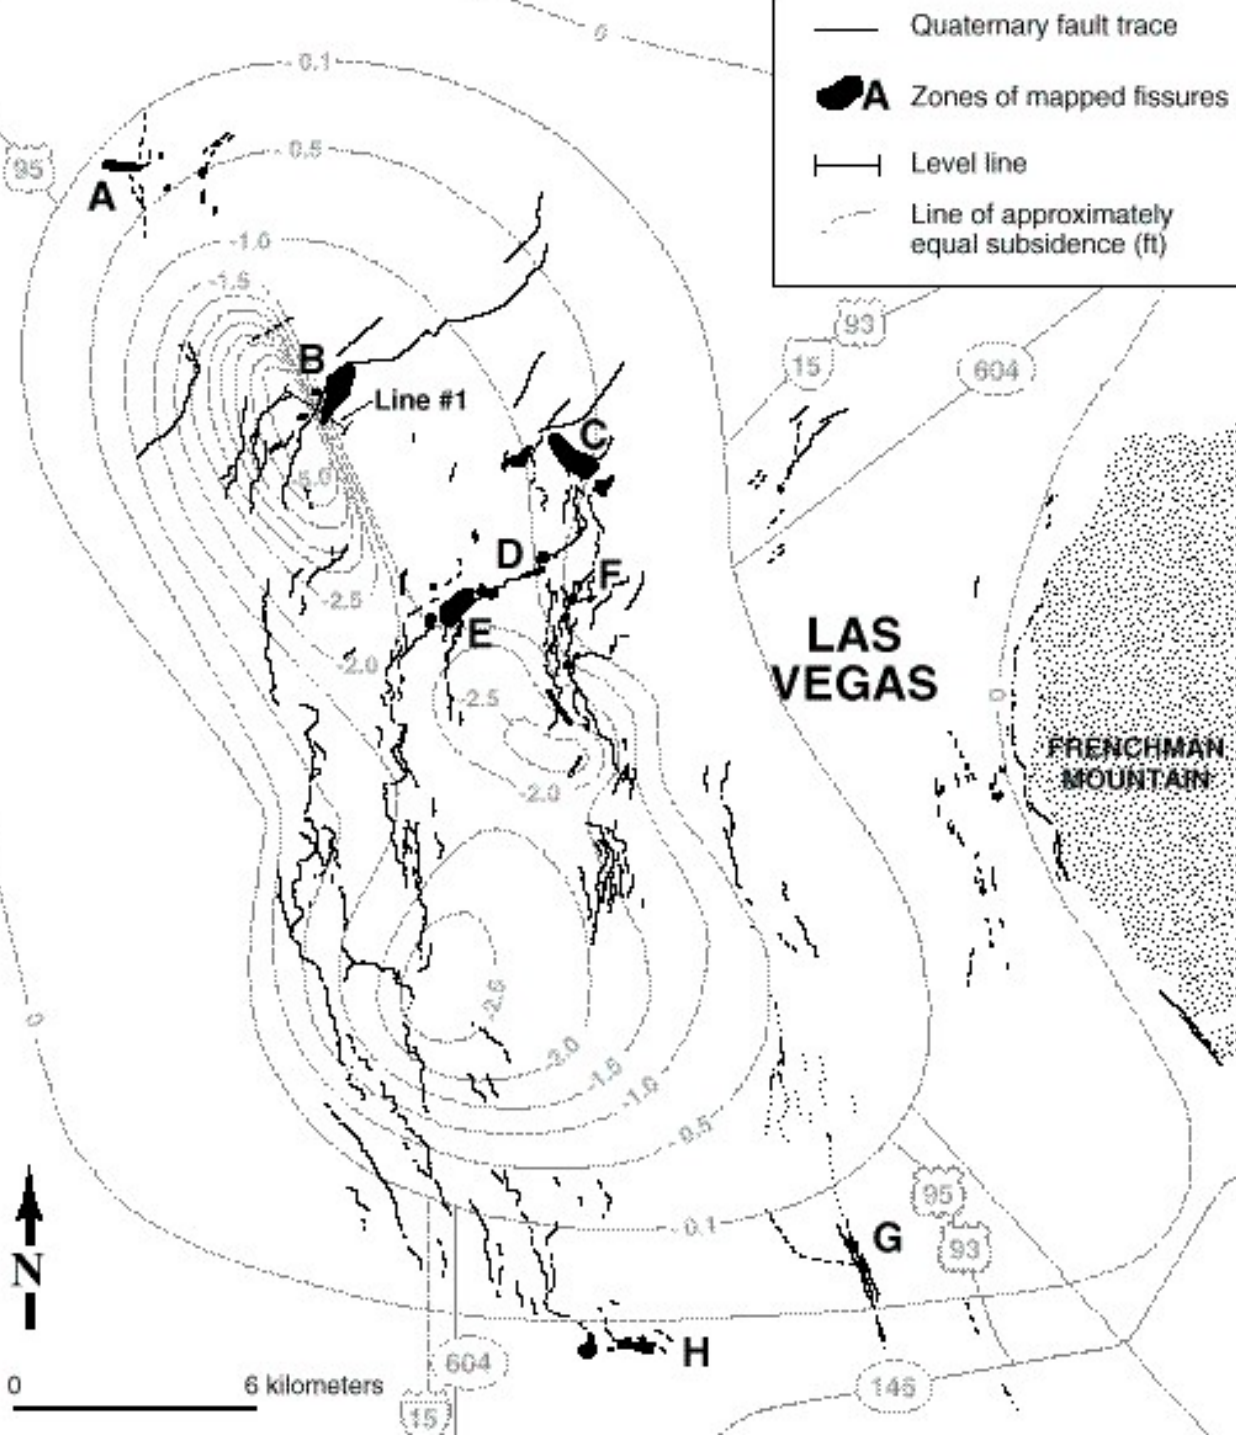 0
Quaternary fault trace
-0.1
A Zones of mapped fissures
-0.5
Level line
95
A
Line of approximately
equal subsidence (ft)
-1.0
-1.5
93
B
15
604
Line #1
C
-5.0
D
F
-2.5
E
LAS
VEGAS
-2.0
-2.5
0
FRENCHMAN
MOUNTAIN
-2.0
-2.5
0
-2.0
-1.5
-1.0
-0.5
95
-0.1
G
93
N
H
604
0 6 kilometers
146
15